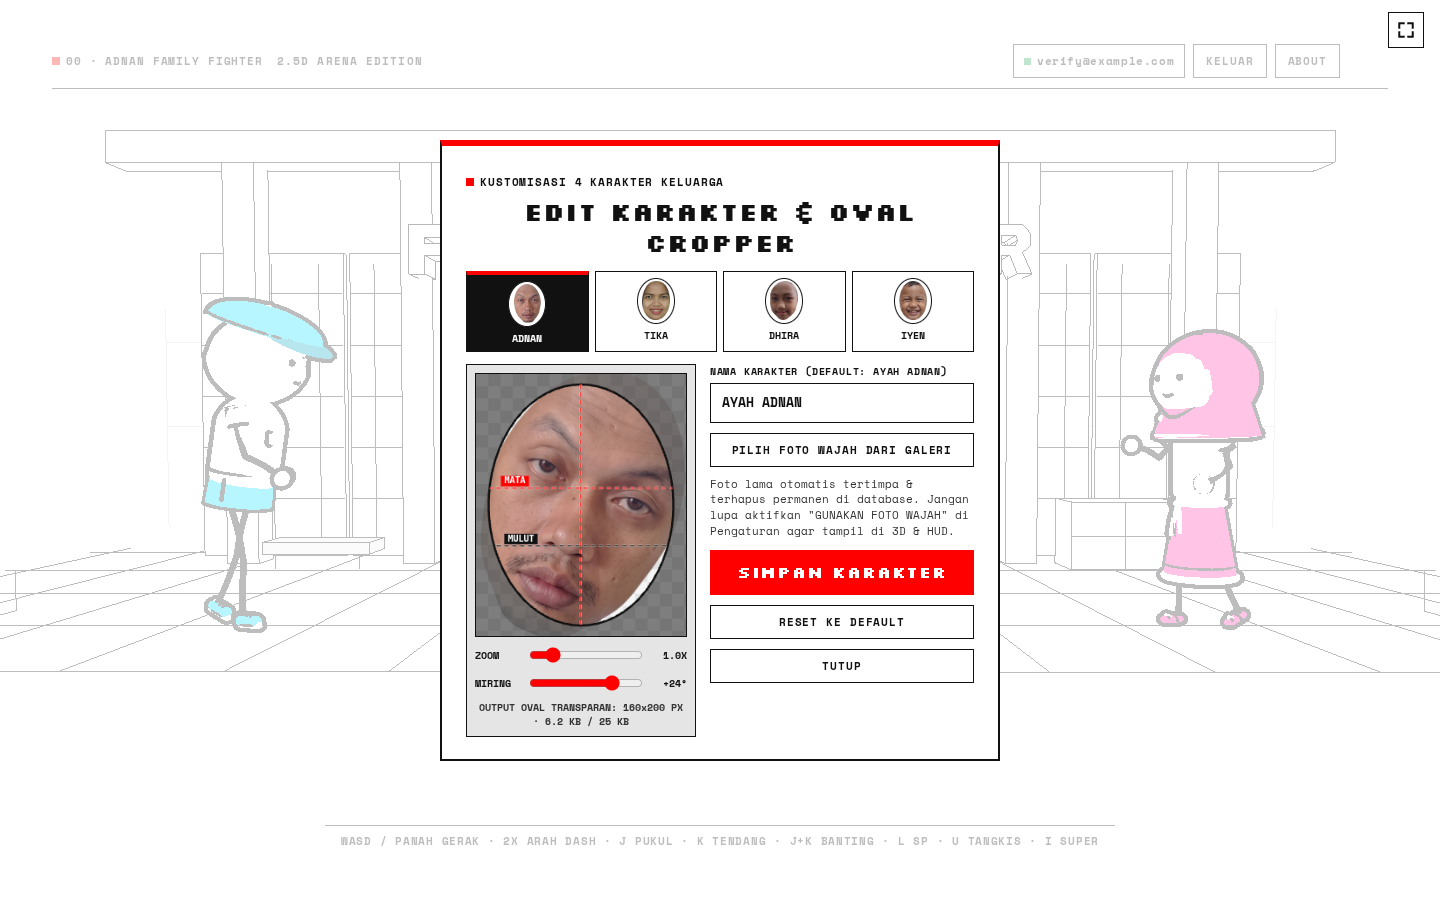 00 · ADNAN FAMILY FIGHTER 2.5D ARENA EDITION
verify@example.com
KELUAR
ABOUT
KUSTOMISASI 4 KARAKTER KELUARGA
EDIT KARAKTER & OVAL
CROPPER
ADNAN
TIKA
DHIRA
IYEN
MATA
MULUT
ZOOM
1.0X
MIRING
+24°
OUTPUT OVAL TRANSPARAN: 160x200 PX
· 6.2 KB / 25 KB
NAMA KARAKTER (DEFAULT: AYAH ADNAN)
AYAH ADNAN
PILIH FOTO WAJAH DARI GALERI
Foto lama otomatis tertimpa &
terhapus permanen di database. Jangan
lupa aktifkan "GUNAKAN FOTO WAJAH" di
Pengaturan agar tampil di 3D & HUD.
SIMPAN KARAKTER
RESET KE DEFAULT
TUTUP
WASD / PANAH GERAK · 2X ARAH DASH · J PUKUL · K TENDANG · J+K BANTING · L SP · U TANGKIS · I SUPER